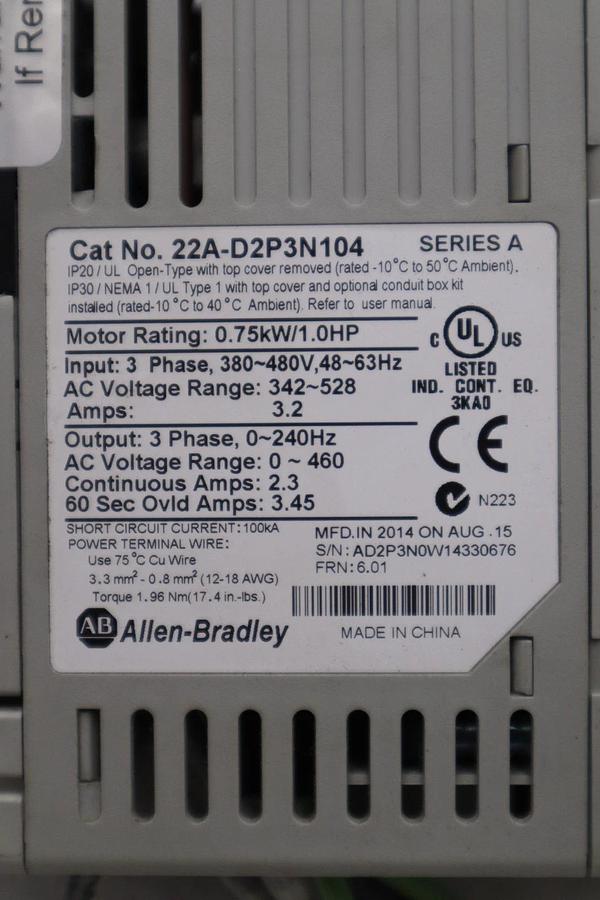 If Rem
Cat No. 22A-D2P3N104 SERIES A
IP20 / UL Open-Type with top cover removed (rated -10°C to 50°C Ambient).
IP30 / NEMA 1 / UL Type 1 with top cover and optional conduit box kit
installed (rated-10°C to 40°C Ambient). Refer to user manual.
Motor Rating: 0.75kW/1.0HP
C UL US
LISTED
IND. CONT. EQ.
3KA0
Input: 3 Phase, 380~480V,48~63Hz
AC Voltage Range: 342~528
Amps: 3.2
CE
Output: 3 Phase, 0~240Hz
AC Voltage Range: 0 ~ 460
Continuous Amps: 2.3
60 Sec Ovld Amps: 3.45
N223
SHORT CIRCUIT CURRENT:100kA
POWER TERMINAL WIRE:
Use 75°C Cu Wire
3.3 mm² - 0.8 mm² (12-18 AWG)
Torque 1.96 Nm(17.4 in.-lbs.)
MFD.IN 2014 ON AUG .15
S/N: AD2P3N0W14330676
FRN: 6.01
AB Allen-Bradley
MADE IN CHINA